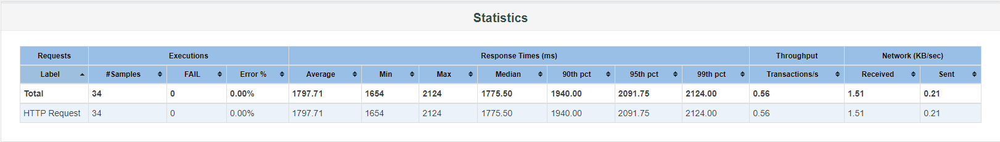 Statistics
Requests Executions Response Times (ms) Throughput Network (KB/sec)
Label #Samples FAIL Error % Average Min Max Median 90th pct 95th pct 99th pct Transactions/s Received Sent
Total 34 0 0.00% 1797.71 1654 2124 1775.50 1940.00 2091.75 2124.00 0.56 1.51 0.21
HTTP Request 34 0 0.00% 1797.71 1654 2124 1775.50 1940.00 2091.75 2124.00 0.56 1.51 0.21